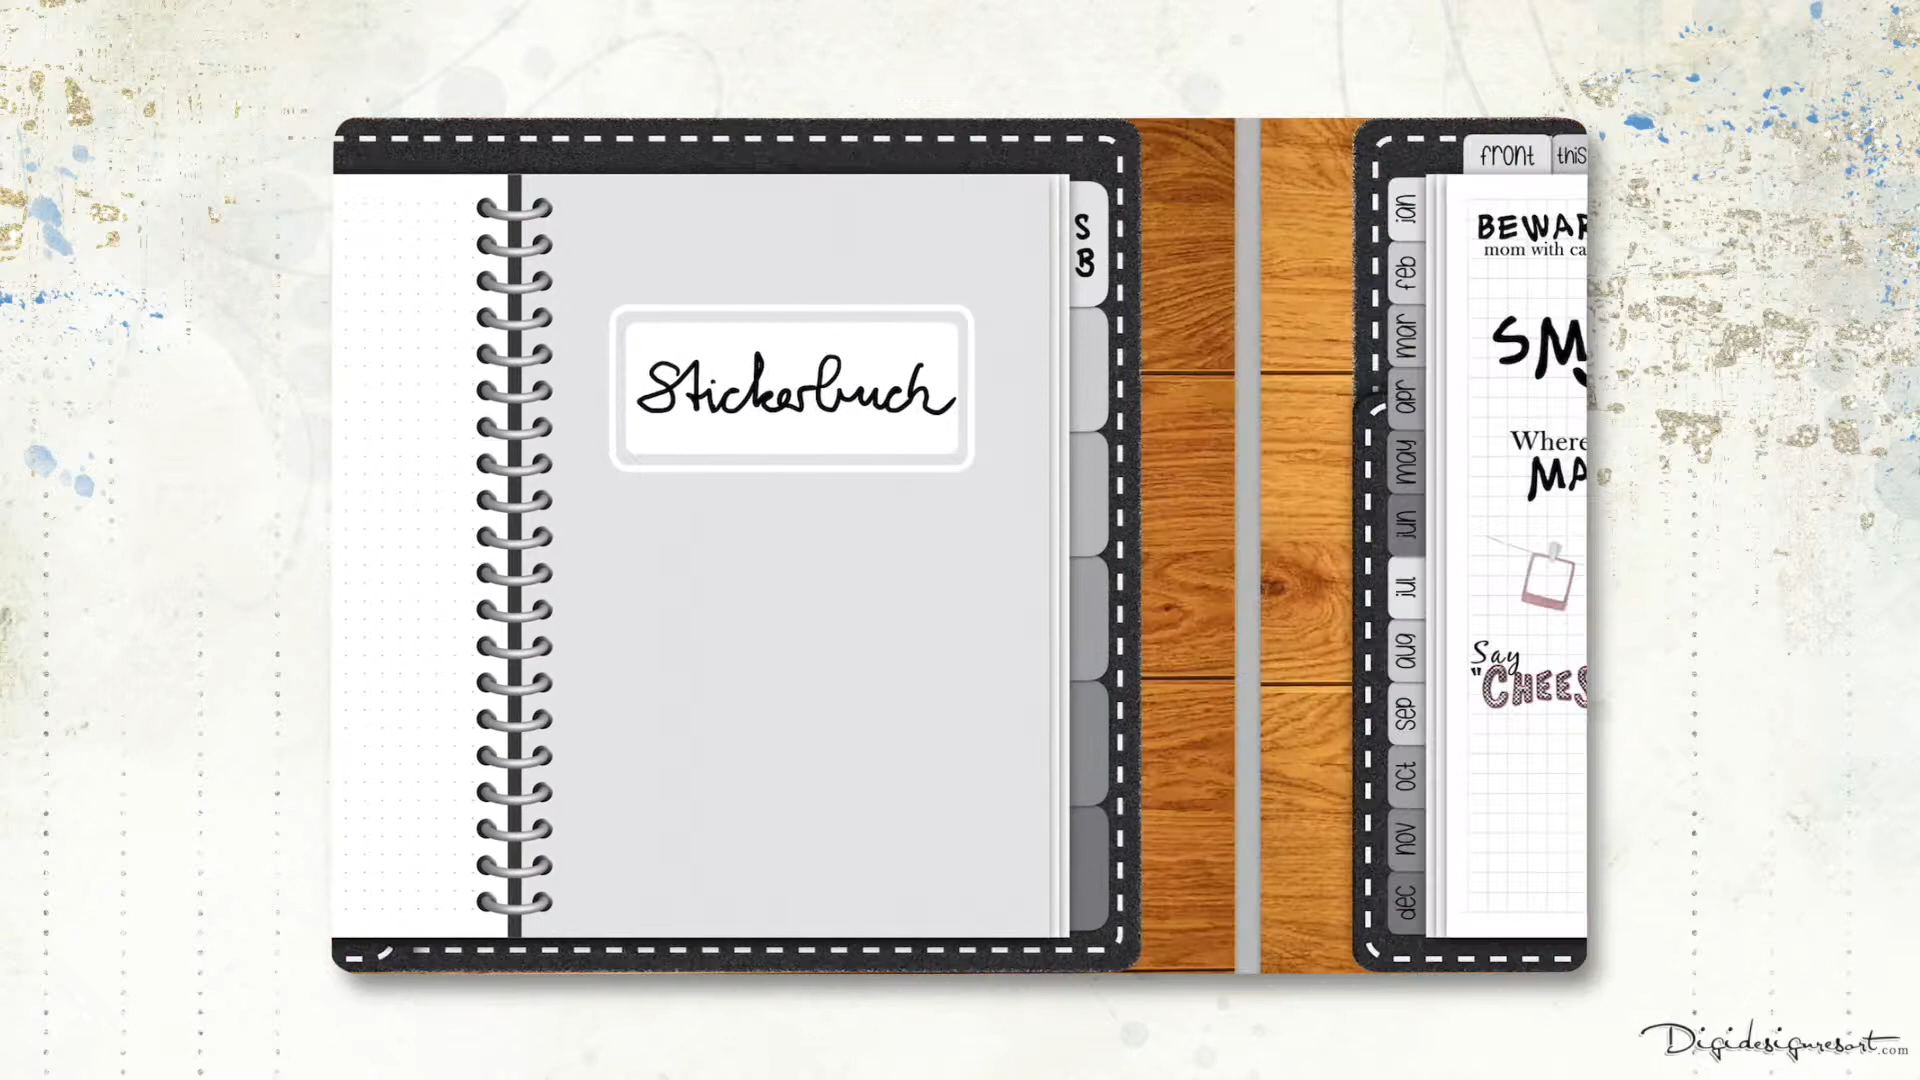 S
B
Stickerbuch
front
this
jan
feb
mar
apr
may
jun
jul
aug
sep
oct
nov
dec
BEWAR
mom with ca
SM
Where
MA
Say
"CHEES
Digidesignresort.com